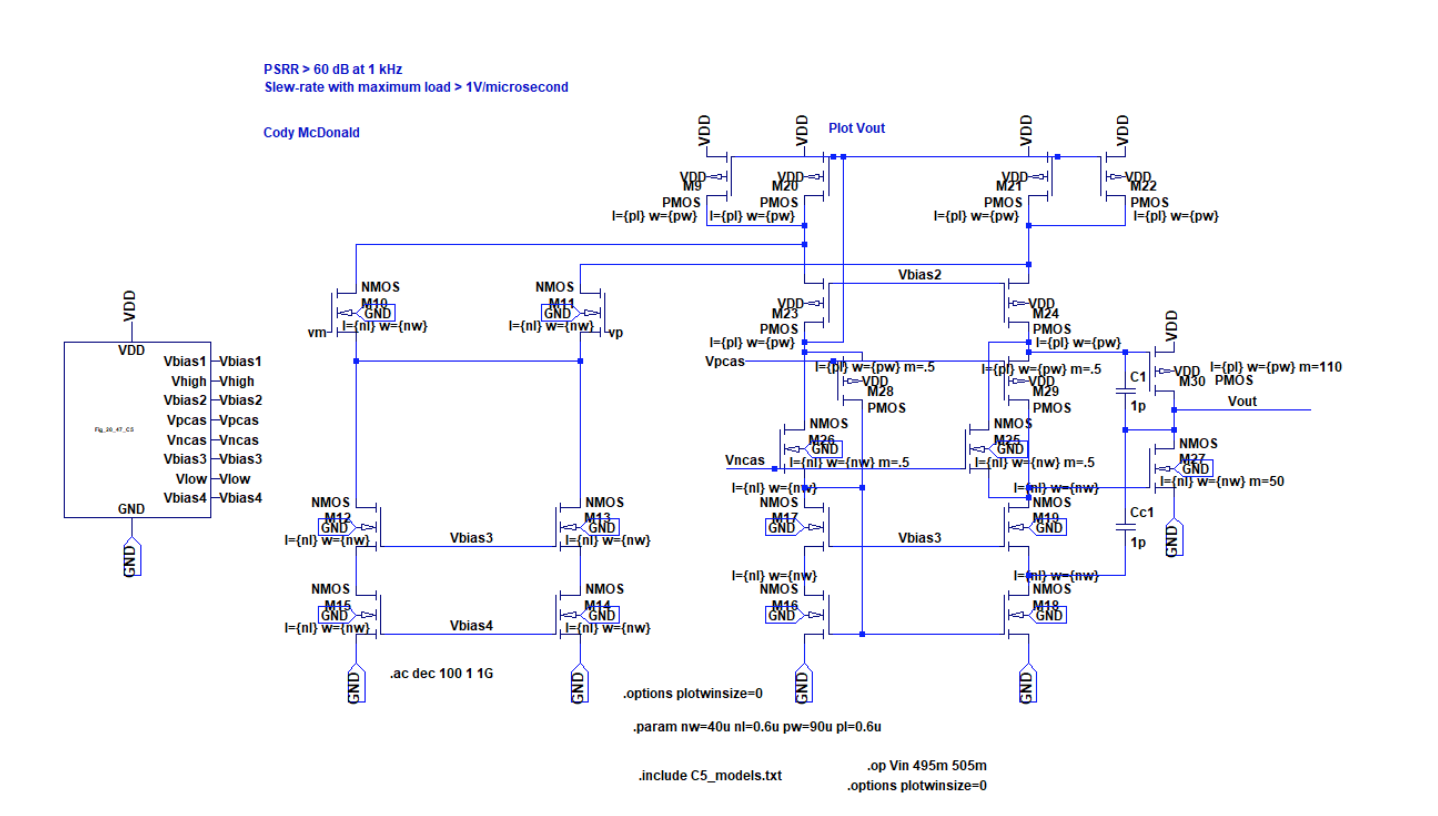 PSRR > 60 dB at 1 kHz
Slew-rate with maximum load > 1V/microsecond
Cody McDonald
Plot Vout
VDD
VDD
VDD
VDD
VDD
M9
VDD
M20
VDD
M21
VDD
M22
PMOS
PMOS
PMOS
l={pl} w={pw}
l={pl} w={pw}
l={pl} w={pw}
l={pl} w={pw}
Vbias2
NMOS
M10
GND
l={nl} w={nw}
vm
NMOS
M11
GND
l={nl} w={nw}
vp
VDD
M23
PMOS
l={pl} w={pw}
VDD
M24
PMOS
l={pl} w={pw}
VDD
VDD
Vbias1
Vbias1
Vhigh
Vhigh
Vbias2
Vbias2
Vpcas
Vpcas
Vncas
Vncas
Vbias3
Vbias3
Vlow
Vlow
Vbias4
Vbias4
GND
GND
Fig_20_47_C5
Vpcas
l={pl} w={pw} m=.5
VDD
M28
PMOS
l={pl} w={pw} m=.5
VDD
M29
PMOS
C1
1p
VDD
l={pl} w={pw} m=110
VDD
M30
PMOS
Vout
NMOS
M26
GND
l={nl} w={nw} m=.5
Vncas
NMOS
M25
GND
l={nl} w={nw} m=.5
NMOS
M27
GND
l={nl} w={nw} m=50
GND
Cc1
1p
NMOS
M12
GND
l={nl} w={nw}
Vbias3
NMOS
M13
GND
l={nl} w={nw}
l={nl} w={nw}
NMOS
M17
GND
Vbias3
l={nl} w={nw}
NMOS
M19
GND
NMOS
M15
GND
l={nl} w={nw}
Vbias4
NMOS
M14
GND
l={nl} w={nw}
l={nl} w={nw}
NMOS
M16
GND
l={nl} w={nw}
NMOS
M18
GND
GND
GND
GND
GND
.ac dec 100 1 1G
.options plotwinsize=0
.param nw=40u nl=0.6u pw=90u pl=0.6u
.include C5_models.txt
.op Vin 495m 505m
.options plotwinsize=0